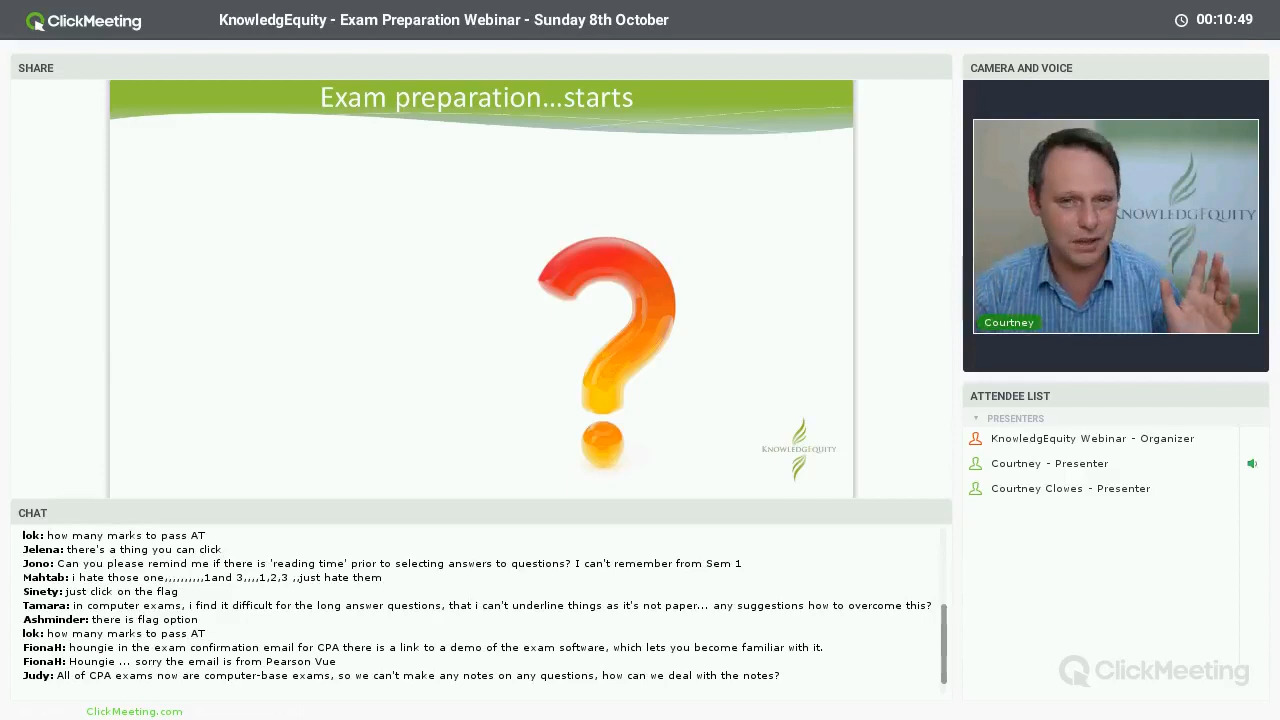 ClickMeeting
KnowledgEquity - Exam Preparation Webinar - Sunday 8th October
00:10:49
SHARE
Exam preparation...starts
KNOWLEDGEQUITY
CAMERA AND VOICE
KNOWLEDGEQUITY
Courtney
ATTENDEE LIST
PRESENTERS
KnowledgEquity Webinar - Organizer
Courtney - Presenter
Courtney Clowes - Presenter
CHAT
lok: how many marks to pass AT
Jelena: there's a thing you can click
Jono: Can you please remind me if there is 'reading time' prior to selecting answers to questions? I can't remember from Sem 1
Mahtab: i hate those one,,,,,,,,,,1and 3,,,,1,2,3 ,,just hate them
Sinety: just click on the flag
Tamara: in computer exams, i find it difficult for the long answer questions, that i can't underline things as it's not paper... any suggestions how to overcome this?
Ashminder: there is flag option
lok: how many marks to pass AT
FionaH: houngie in the exam confirmation email for CPA there is a link to a demo of the exam software, which lets you become familiar with it.
FionaH: Houngie ... sorry the email is from Pearson Vue
Judy: All of CPA exams now are computer-base exams, so we can't make any notes on any questions, how can we deal with the notes?
ClickMeeting
ClickMeeting.com